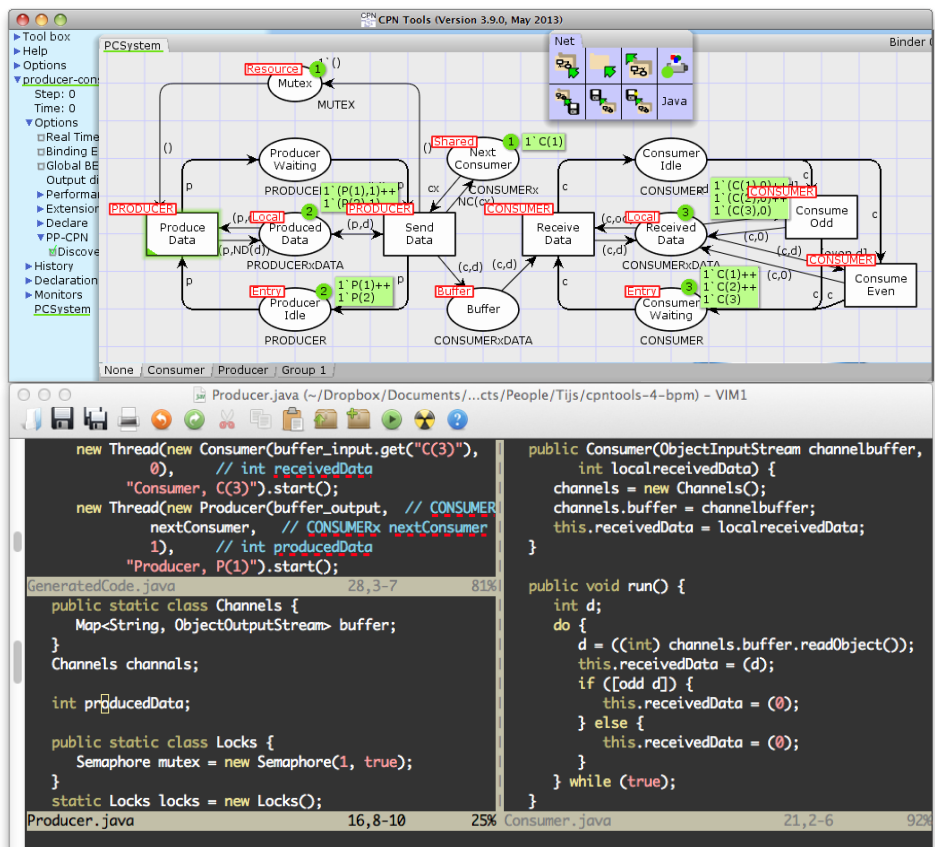 CPN Tools (Version 3.9.0, May 2013)
Tool box
Help
Options
producer-con
Step: 0
Time: 0
Options
Real Time
Binding E
Global BE
Output di
Performa
Extension
Declare
PP-CPN
Discove
History
Declaration
Monitors
PCSystem
PCSystem
Binder
Net
Java
Resource
1
1`()
Mutex
MUTEX
()
()
Producer
Waiting
PRODUCE
p
p
PRODUCER
Produce
Data
Local
2
1`(P(1),1)++
Produced
Data
PRODUCERxDATA
(p,
(p,d)
(p,ND(d))
PRODUCER
Send
Data
Entry
2
1`P(1)++
1`P(2)
Producer
Idle
PRODUCER
p
p
Shared
1
1`C(1)
Next
Consumer
CONSUMERx
cx
NC(cx)
(c,d)
(c,d)
Buffer
Buffer
CONSUMERxDATA
CONSUMER
Receive
Data
Consumer
Idle
CONSUMER
c
Local
3
1`(C(1),0)++
1`(C(2),0)++
1`(C(3),0)
Received
Data
CONSUMERxDATA
(c,d)
(c,0)
(c,d)
(c,0)
CONSUMER
Consume
Odd
c
CONSUMER
Consume
Even
Entry
3
1`C(1)++
1`C(2)++
1`C(3)
Consumer
Waiting
CONSUMER
c
c
c
None
Consumer
Producer
Group 1
Producer.java (~/Dropbox/Documents/...cts/People/Tijs/cpntools-4-bpm) - VIM1
new Thread(new Consumer(buffer_input.get("C(3)"),
0), // int receivedData
"Consumer, C(3)").start();
new Thread(new Producer(buffer_output, // CONSUMER
nextConsumer, // CONSUMERx nextConsumer
1), // int producedData
"Producer, P(1)").start();
GeneratedCode.java 28,3-7 81%
public static class Channels {
Map<String, ObjectOutputStream> buffer;
}
Channels channals;
int producedData;
public static class Locks {
Semaphore mutex = new Semaphore(1, true);
}
static Locks locks = new Locks();
Producer.java 16,8-10 25%
public Consumer(ObjectInputStream channelbuffer,
int localreceivedData) {
channels = new Channels();
channels.buffer = channelbuffer;
this.receivedData = localreceivedData;
}
public void run() {
int d;
do {
d = ((int) channels.buffer.readObject());
this.receivedData = (d);
if ([odd d]) {
this.receivedData = (0);
} else {
this.receivedData = (0);
}
} while (true);
}
Consumer.java 21,2-6 92%